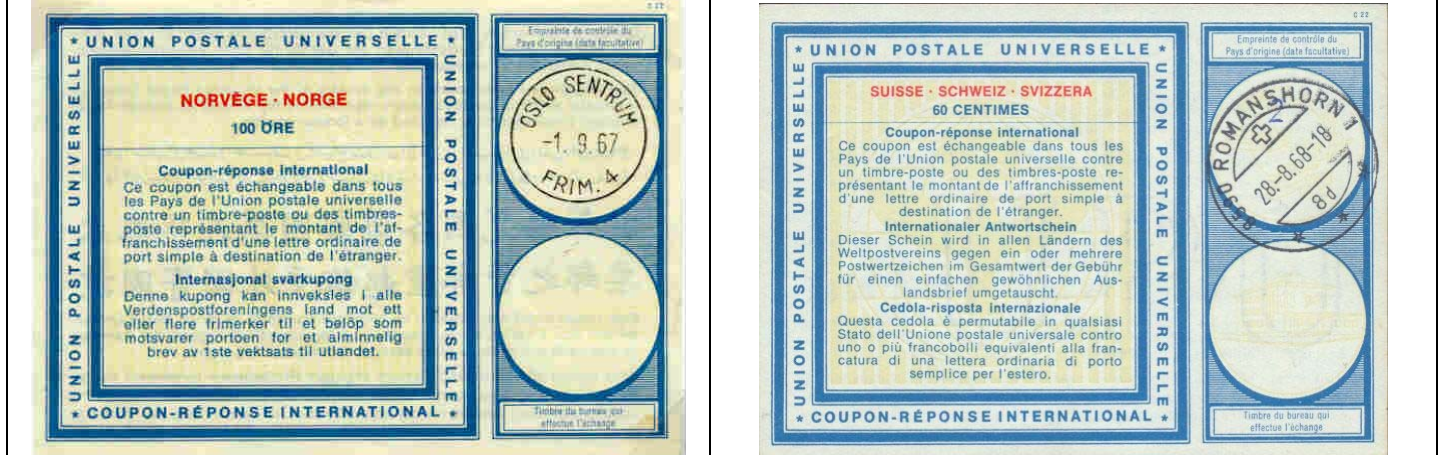 C 22
* UNION POSTALE UNIVERSELLE *
UNION POSTALE UNIVERSELLE
UNION POSTALE UNIVERSELLE
NORVÈGE · NORGE
100 ÖRE
Coupon-réponse International
Ce coupon est échangeable dans tous
les Pays de l'Union postale universelle
contre un timbre-poste ou des timbres-
poste représentant le montant de l'af-
franchissement d'une lettre ordinaire de
port simple à destination de l'étranger.
Internasjonal svarkupong
Denne kupong kan innveksles i alle
Verdenspostforeningens land mot ett
eller flere frimerker til et belöp som
motsvarer portoen for et alminnelig
brev av 1ste vektsats til utlandet.
* COUPON-RÉPONSE INTERNATIONAL *
Empreinte de contrôle du
Pays d'origine (date facultative)
OSLO SENTRUM
-1. 9. 67
FRIM. 4
Timbre du bureau qui
effectue l'échange
C 22
* UNION POSTALE UNIVERSELLE *
UNION POSTALE UNIVERSELLE
UNION POSTALE UNIVERSELLE
SUISSE · SCHWEIZ · SVIZZERA
60 CENTIMES
Coupon-réponse international
Ce coupon est échangeable dans tous les
Pays de l'Union postale universelle contre
un timbre-poste ou des timbres-poste re-
présentant le montant de l'affranchissement
d'une lettre ordinaire de port simple à
destination de l'étranger.
Internationaler Antwortschein
Dieser Schein wird in allen Ländern des
Weltpostvereins gegen ein oder mehrere
Postwertzeichen im Gesamtwert der Gebühr
für einen einfachen gewöhnlichen Aus-
landsbrief umgetauscht.
Cedola-risposta internazionale
Questa cedola è permutabile in qualsiasi
Stato dell'Unione postale universale contro
uno o più francobolli equivalenti alla fran-
catura di una lettera ordinaria di porto
semplice per l'estero.
* COUPON-RÉPONSE INTERNATIONAL *
Empreinte de contrôle du
Pays d'origine (date facultative)
8590 ROMANSHORN 1
28.-8.68-18
8d
Timbre du bureau qui
effectue l'échange